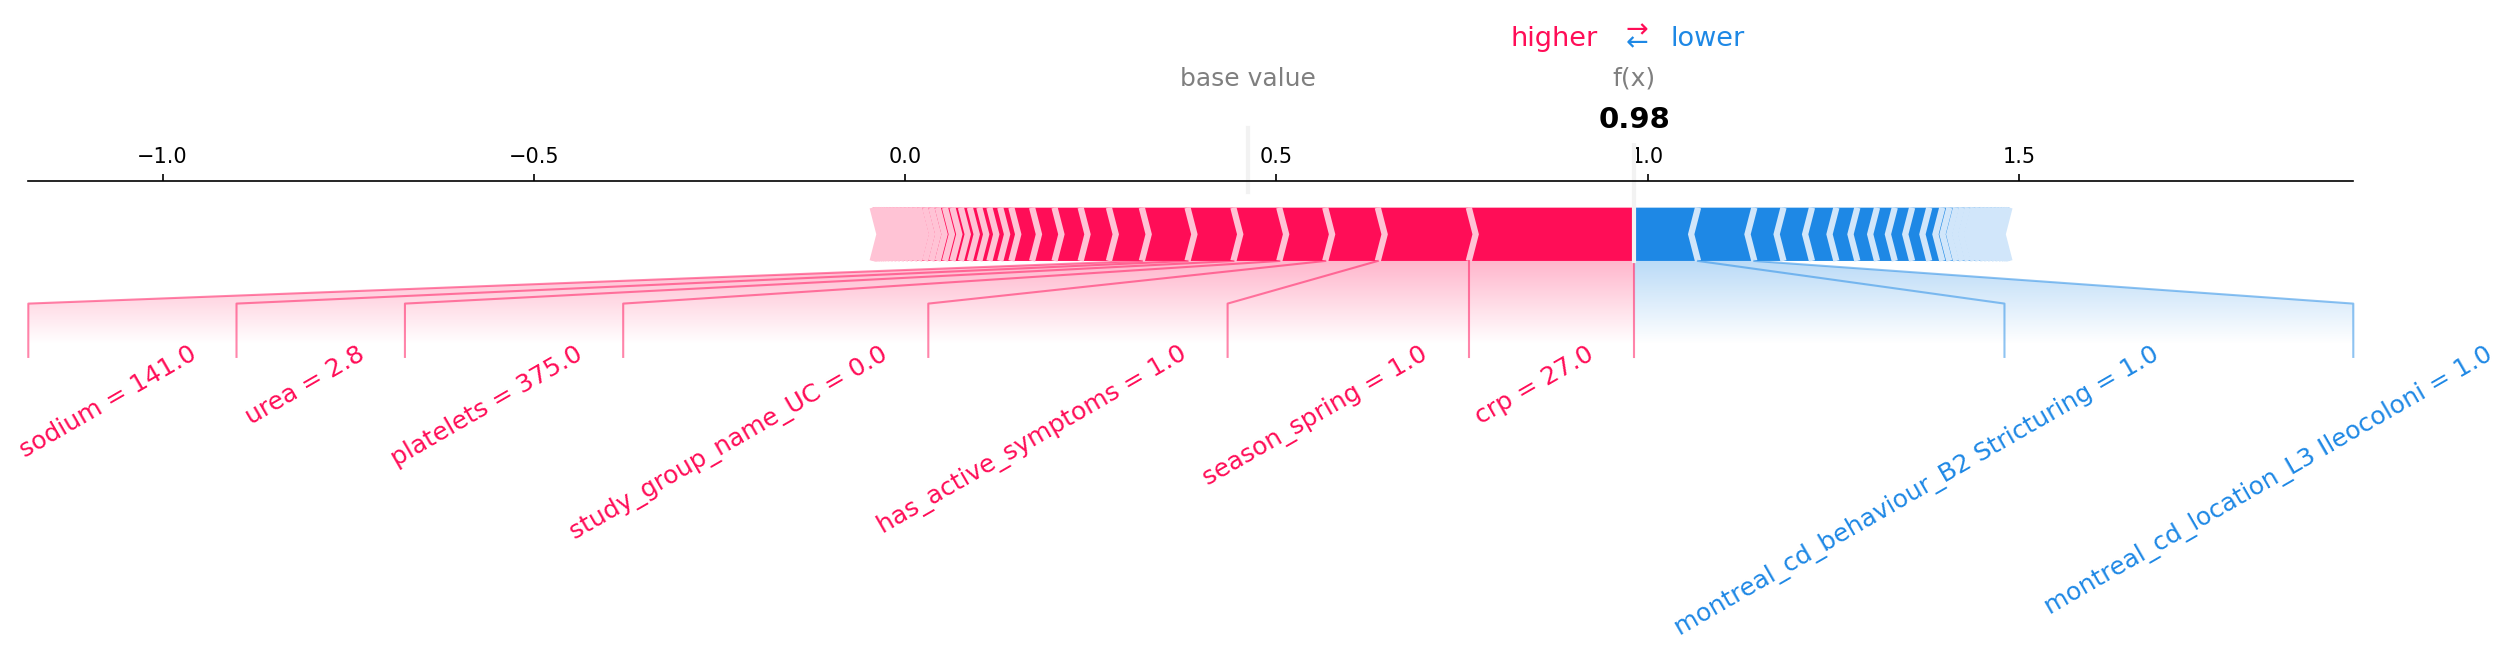 higher ⇄ lower
base value f(x)
0.98
−1.0 −0.5 0.0 0.5 1.0 1.5
sodium = 141.0
urea = 2.8
platelets = 375.0
study_group_name_UC = 0.0
has_active_symptoms = 1.0
season_spring = 1.0
crp = 27.0
montreal_cd_behaviour_B2 Stricturing = 1.0
montreal_cd_location_L3 Ileocoloni = 1.0